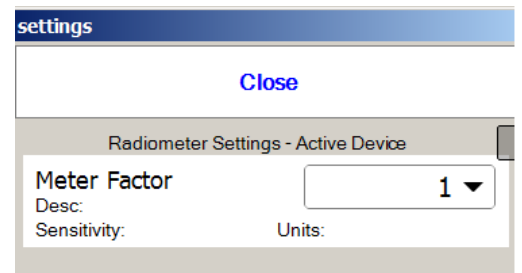 settings
Close
Radiometer Settings - Active Device
Meter Factor
1
Desc:
Sensitivity: Units: